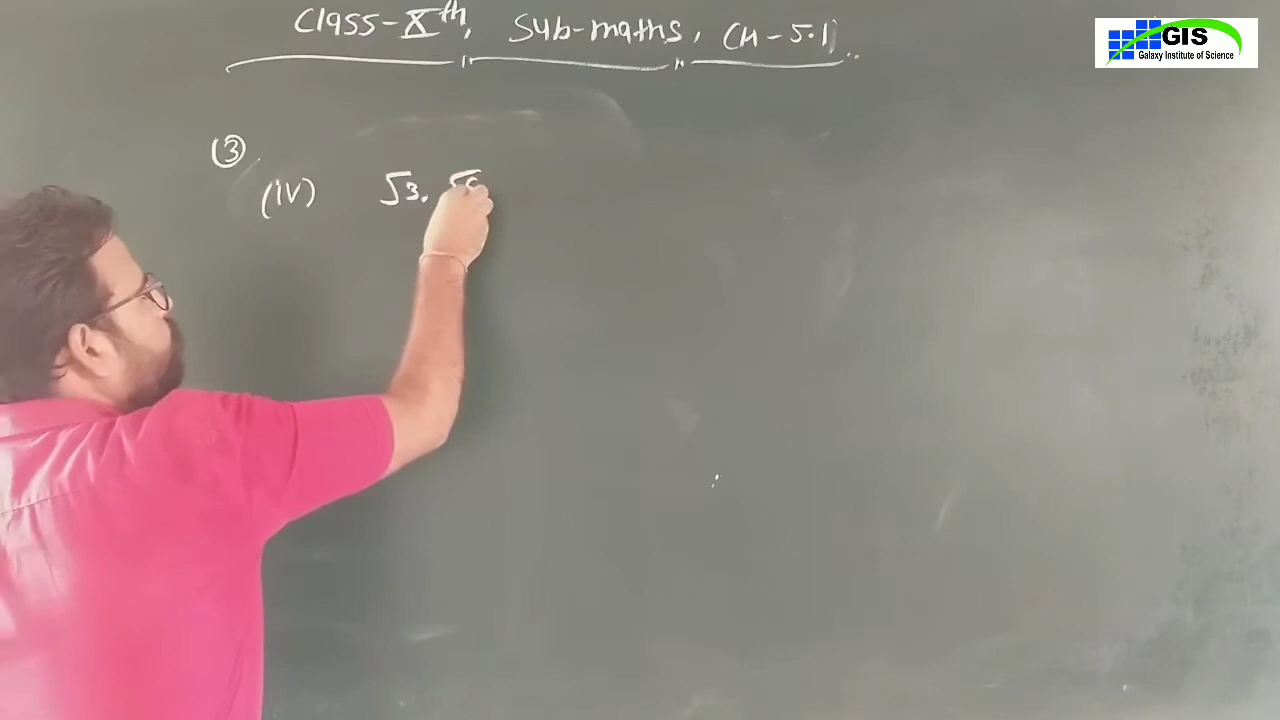 Class-Xth, Sub-maths, CH-5.1
GIS
Galaxy Institute of Science
③
(iv) √3.